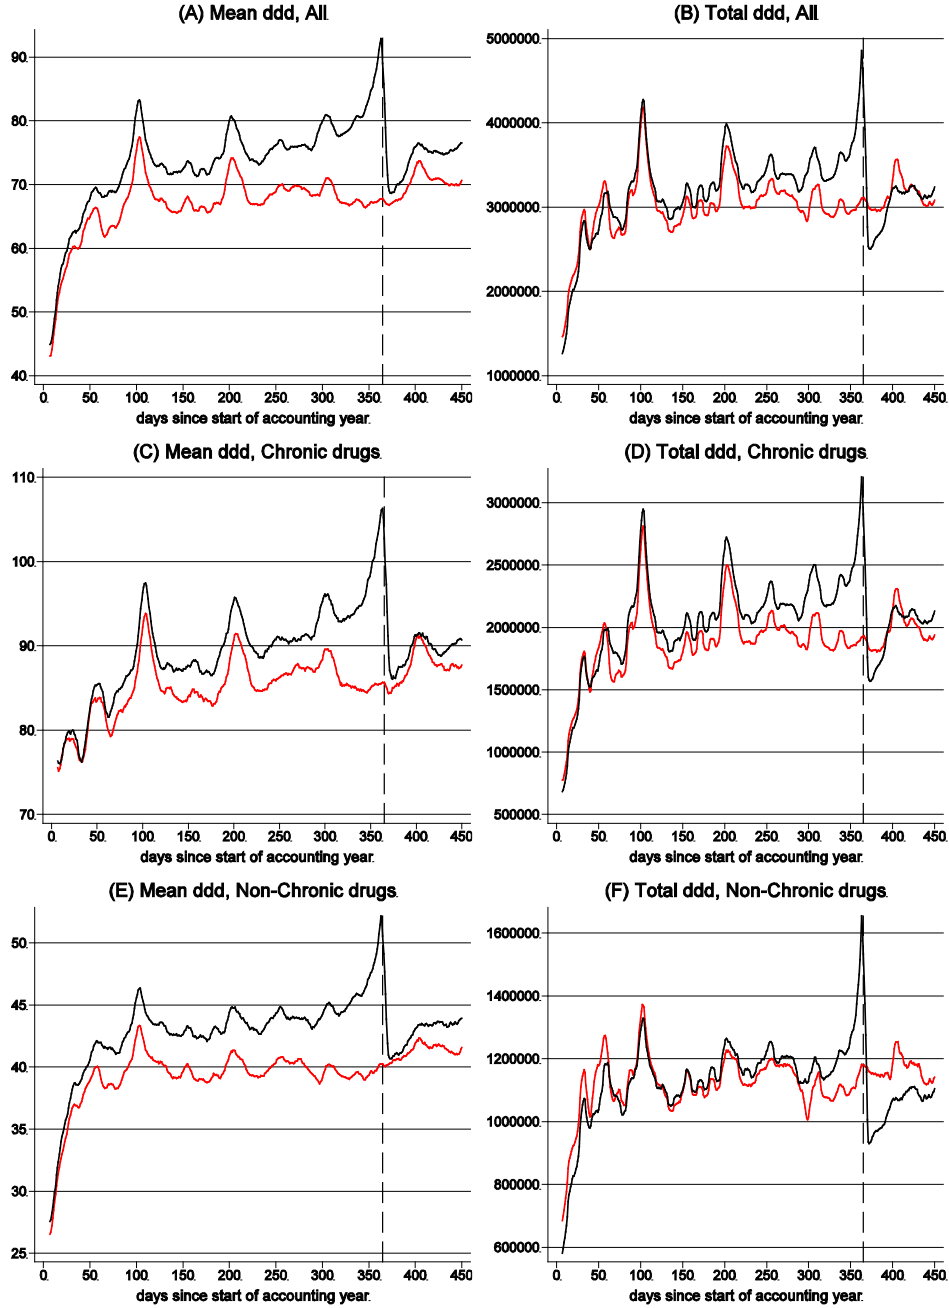 (A) Mean ddd, All.
90.
80.
70.
60.
50.
40.
0. 50. 100. 150. 200. 250. 300. 350. 400. 450.
days since start of accounting year.
(B) Total ddd, All.
5000000.
4000000.
3000000.
2000000.
1000000.
0. 50. 100. 150. 200. 250. 300. 350. 400. 450.
days since start of accounting year.
(C) Mean ddd, Chronic drugs.
110.
100.
90.
80.
70.
0. 50. 100. 150. 200. 250. 300. 350. 400. 450.
days since start of accounting year.
(D) Total ddd, Chronic drugs.
3000000.
2500000.
2000000.
1500000.
1000000.
500000.
0. 50. 100. 150. 200. 250. 300. 350. 400. 450.
days since start of accounting year.
(E) Mean ddd, Non-Chronic drugs.
50.
45.
40.
35.
30.
25.
0. 50. 100. 150. 200. 250. 300. 350. 400. 450.
days since start of accounting year.
(F) Total ddd, Non-Chronic drugs.
1600000.
1400000.
1200000.
1000000.
800000.
600000.
0. 50. 100. 150. 200. 250. 300. 350. 400. 450.
days since start of accounting year.